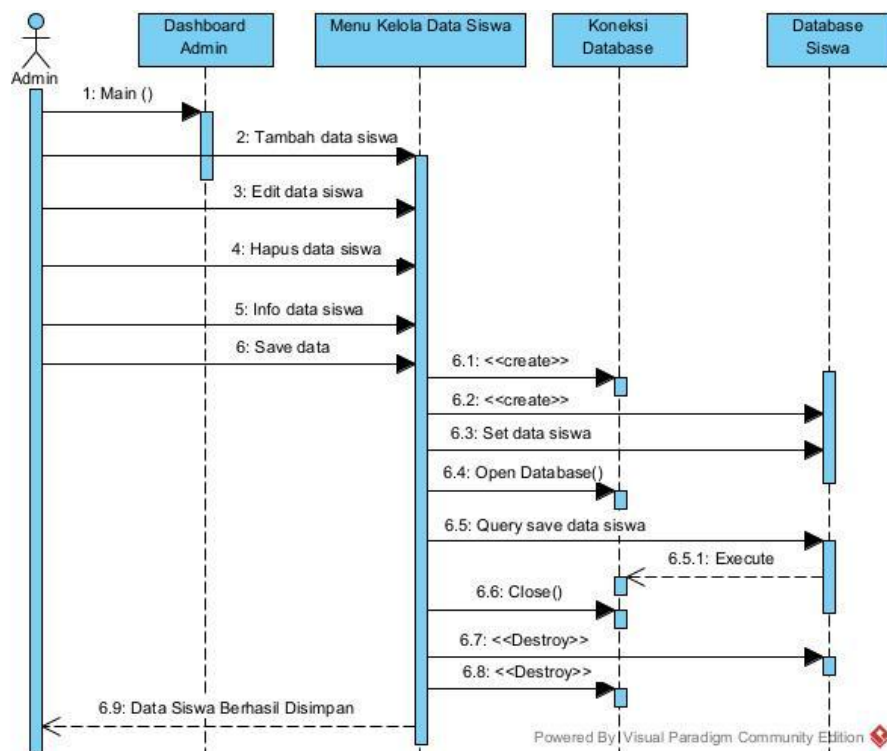 Admin
Dashboard
Admin
Menu Kelola Data Siswa
Koneksi
Database
Database
Siswa
1: Main ()
2: Tambah data siswa
3: Edit data siswa
4: Hapus data siswa
5: Info data siswa
6: Save data
6.1: <<create>>
6.2: <<create>>
6.3: Set data siswa
6.4: Open Database()
6.5: Query save data siswa
6.5.1: Execute
6.6: Close()
6.7: <<Destroy>>
6.8: <<Destroy>>
6.9: Data Siswa Berhasil Disimpan
Powered By Visual Paradigm Community Edition